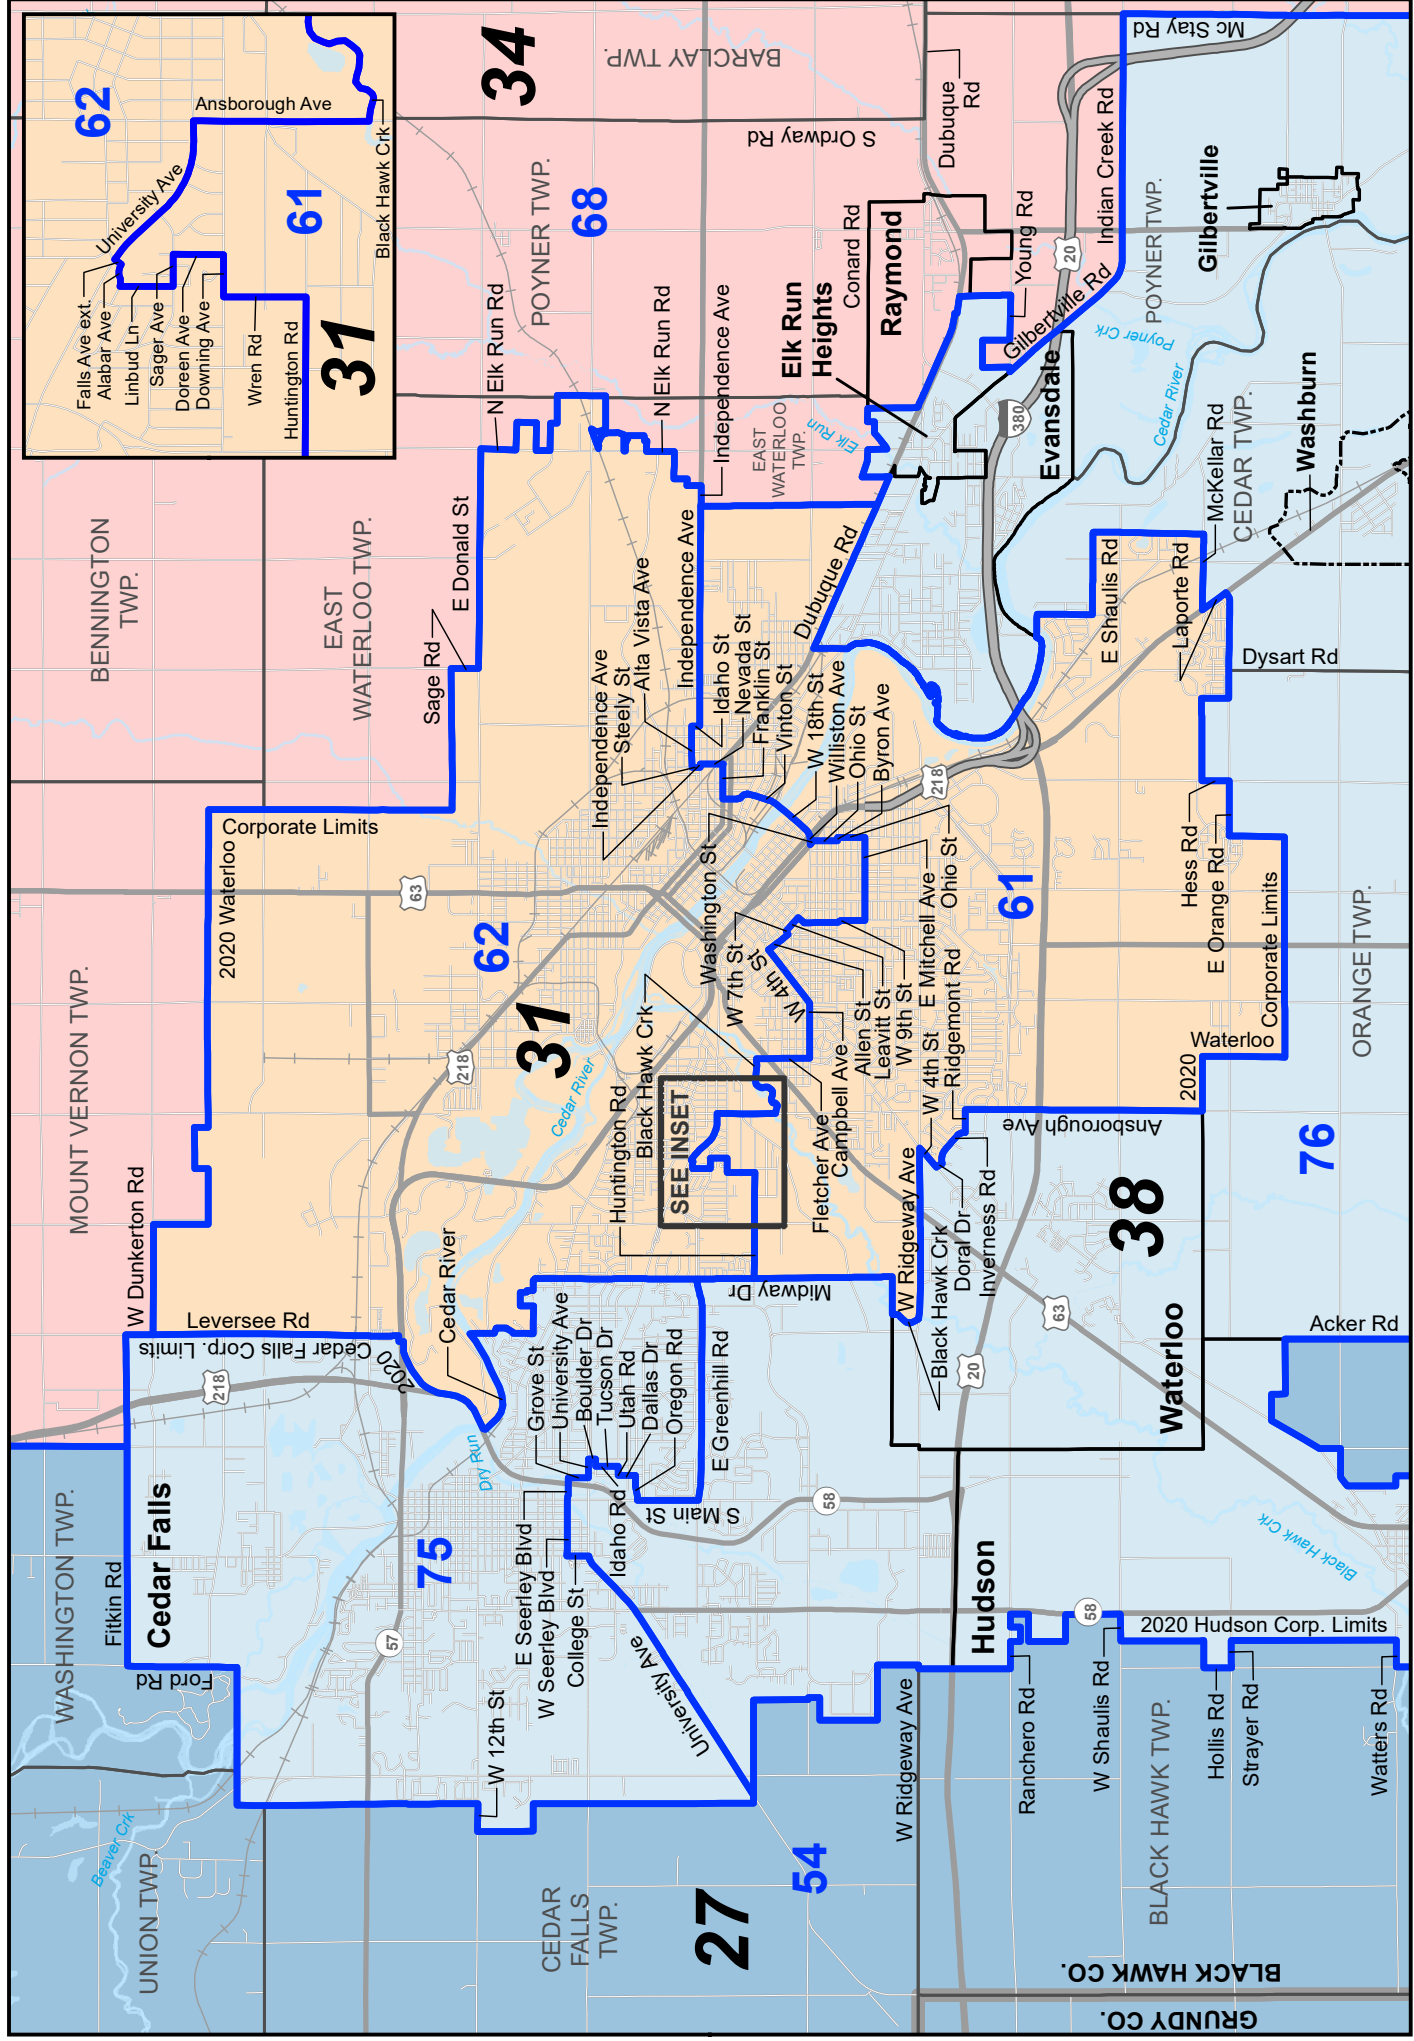 62
Ansborough Ave
University Ave
Falls Ave ext.
Alabar Ave
Linbud Ln
Sager Ave
Doreen Ave
Downing Ave
Wren Rd
Huntington Rd
61
31
Black Hawk Crk
34
BARCLAY TWP.
S Ordway Rd
Dubuque
Rd
Mc Stay Rd
Indian Creek Rd
POYNER TWP.
68
N Elk Run Rd
N Elk Run Rd
Independence Ave
EAST
WATERLOO
TWP.
Elk Run
Elk Run
Heights
Conard Rd
Raymond
Young Rd
20
Gilbertville Rd
Gilbertville
POYNER TWP.
Poyner Crk
Cedar River
Evansdale
380
Washburn
CEDAR TWP.
McKellar Rd
BENNINGTON
TWP.
EAST
WATERLOO TWP.
E Donald St
Sage Rd
Independence Ave
Alta Vista Ave
Steely St
Independence Ave
Idaho St
Nevada St
Franklin St
Vinton St
Dubuque Rd
W 18th St
Williston Ave
Ohio St
Byron Ave
218
E Shaulis Rd
Laporte Rd
Dysart Rd
Corporate Limits
2020 Waterloo
63
62
Washington St
W 7th St
W 4th St
Ohio St
E Mitchell Ave
61
Hess Rd
E Orange Rd
Corporate Limits
Waterloo
2020
ORANGE TWP.
MOUNT VERNON TWP.
218
31
Cedar River
Black Hawk Crk
Huntington Rd
SEE INSET
Allen St
Leavitt St
W 9th St
Campbell Ave
Fletcher Ave
W 4th St
Ridgemont Rd
Ansborough Ave
W Ridgeway Ave
Doral Dr
Inverness Rd
Black Hawk Crk
38
76
W Dunkerton Rd
Leversee Rd
Cedar Falls Corp. Limits
2020
218
Cedar River
Midway Dr
Grove St
University Ave
Boulder Dr
Tucson Dr
Utah Rd
Dallas Dr
Oregon Rd
E Greenhill Rd
63
20
Waterloo
Acker Rd
WASHINGTON TWP.
Fitkin Rd
Cedar Falls
Ford Rd
Dry Run
75
57
E Seerley Blvd
W Seerley Blvd
College St
Idaho Rd
S Main St
58
University Ave
W 12th St
Hudson
58
Black Hawk Crk
2020 Hudson Corp. Limits
Ranchero Rd
W Shaulis Rd
Hollis Rd
Strayer Rd
Watters Rd
W Ridgeway Ave
UNION TWP.
Beaver Crk
CEDAR
FALLS
TWP.
27
54
BLACK HAWK TWP.
BLACK HAWK CO.
GRUNDY CO.